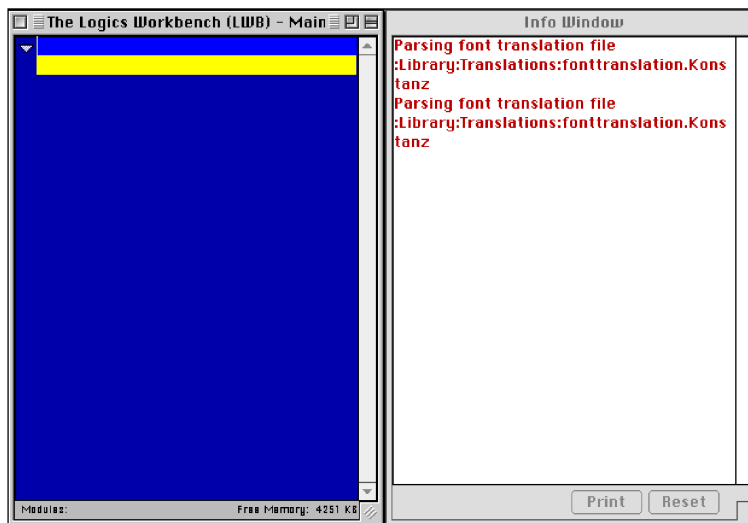 The Logics Workbench (LWB) - Main
Modules:
Free Memory: 4251 KB
Info Window
Parsing font translation file
:Library:Translations:fonttranslation.Kons
tanz
Parsing font translation file
:Library:Translations:fonttranslation.Kons
tanz
Print
Reset